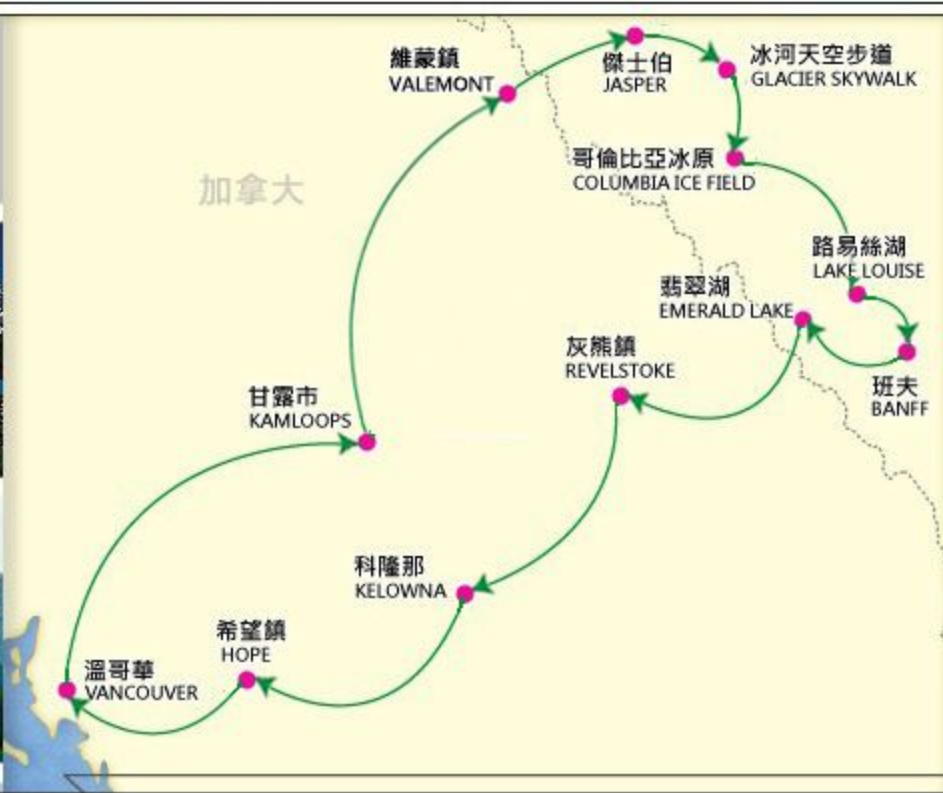 維蒙鎮
VALEMONT
傑士伯
JASPER
冰河天空步道
GLACIER SKYWALK
哥倫比亞冰原
COLUMBIA ICE FIELD
加拿大
路易絲湖
LAKE LOUISE
翡翠湖
EMERALD LAKE
灰熊鎮
REVELSTOKE
班夫
BANFF
甘露市
KAMLOOPS
科隆那
KELOWNA
希望鎮
HOPE
溫哥華
VANCOUVER